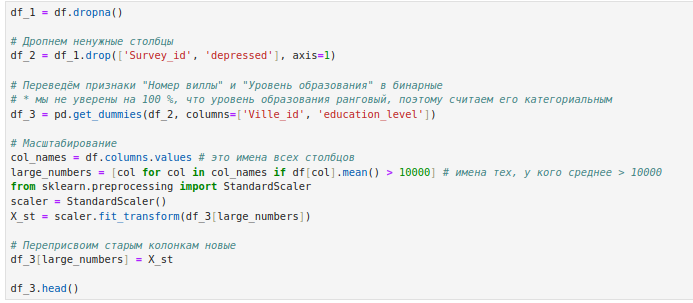 df_1 = df.dropna()
# Дропнем ненужные столбцы
df_2 = df_1.drop(['Survey_id', 'depressed'], axis=1)
# Переведём признаки "Номер виллы" и "Уровень образования" в бинарные
# * мы не уверены на 100 %, что уровень образования ранговый, поэтому считаем его категориальным
df_3 = pd.get_dummies(df_2, columns=['Ville_id', 'education_level'])
# Масштабирование
col_names = df.columns.values # это имена всех столбцов
large_numbers = [col for col in col_names if df[col].mean() > 10000] # имена тех, у кого среднее > 10000
from sklearn.preprocessing import StandardScaler
scaler = StandardScaler()
X_st = scaler.fit_transform(df_3[large_numbers])
# Переприсвоим старым колонкам новые
df_3[large_numbers] = X_st
df_3.head()